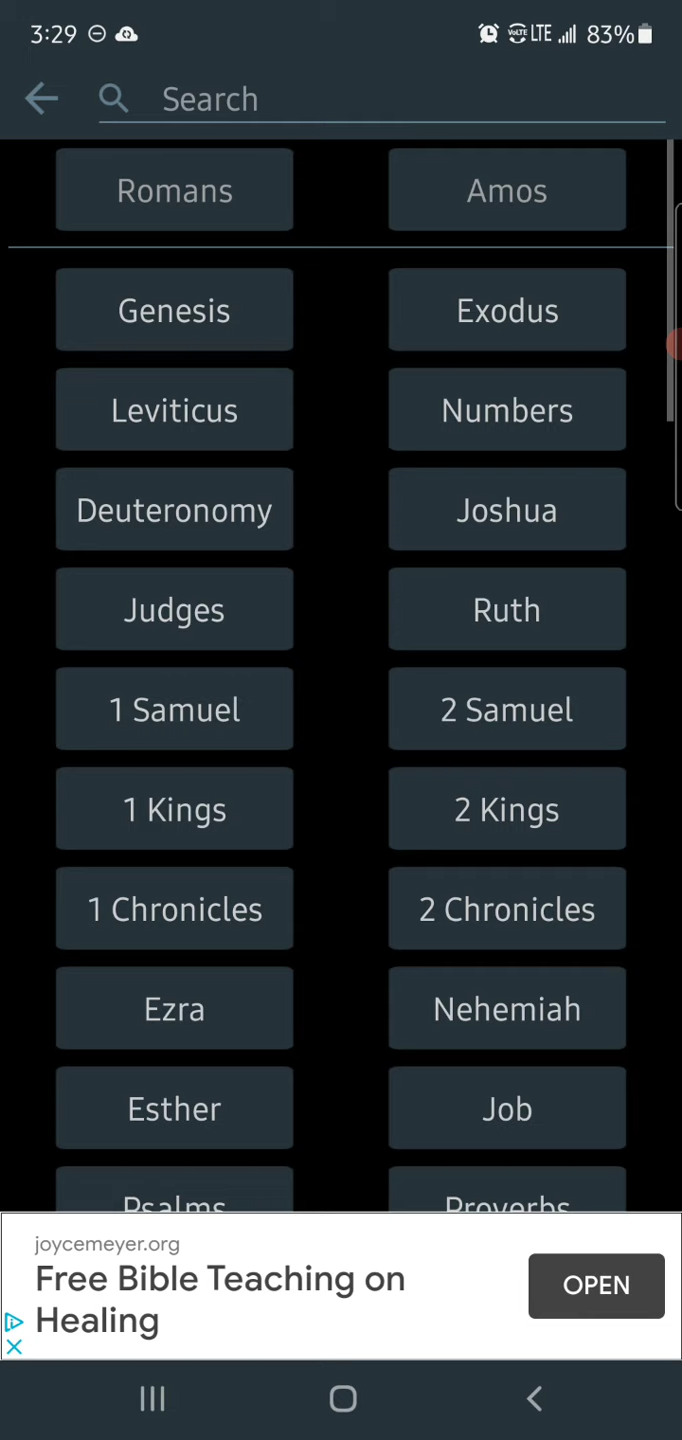 3:29 LTE 83%
Search
Romans Amos
Genesis Exodus
Leviticus Numbers
Deuteronomy Joshua
Judges Ruth
1 Samuel 2 Samuel
1 Kings 2 Kings
1 Chronicles 2 Chronicles
Ezra Nehemiah
Esther Job
Psalms Proverbs
joycemeyer.org
Free Bible Teaching on
Healing
OPEN